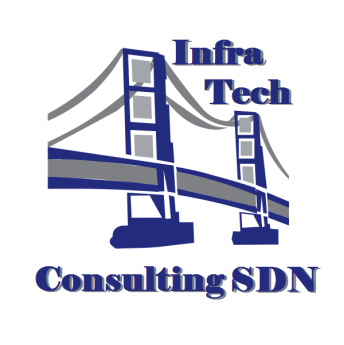 Infra
Tech
Consulting SDN